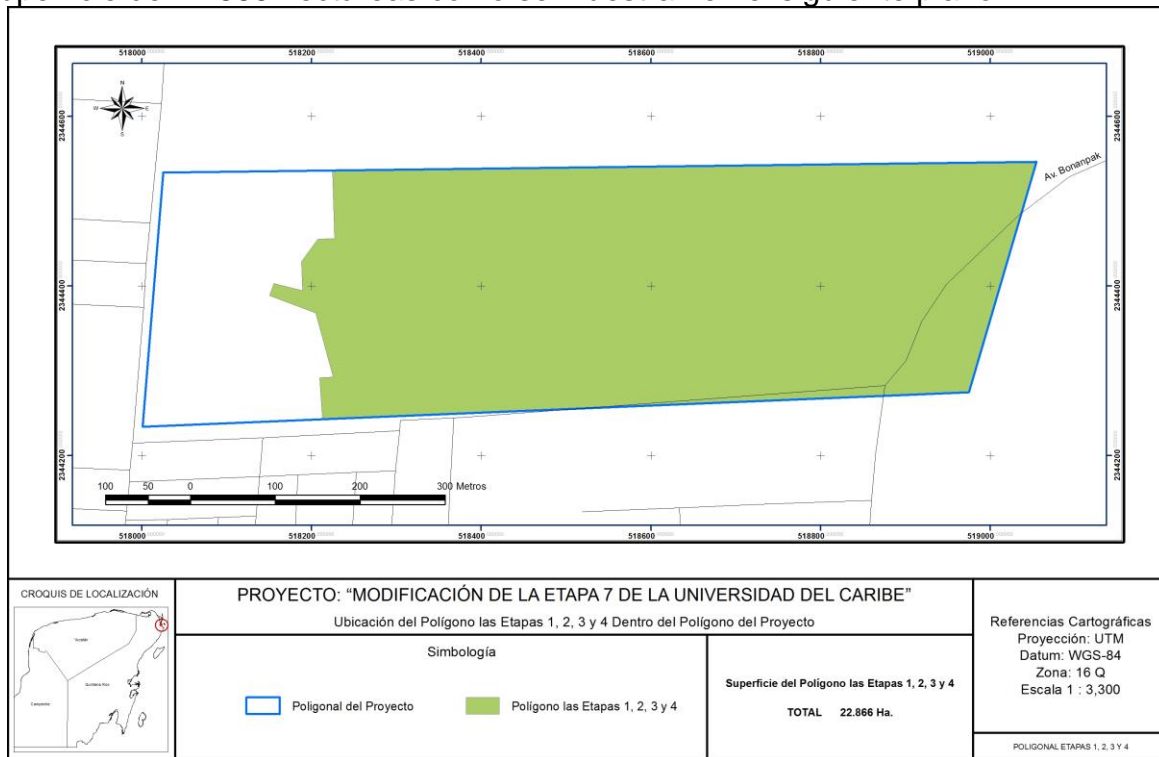 518000
518200
518400
518600
518800
519000
2344600
2344600
N
W
E
S
Av. Bonanpak
2344400
2344400
2344200
2344200
100 50 0 100 200 300 Metros
518000
518200
518400
518600
518800
519000
CROQUIS DE LOCALIZACIÓN
PROYECTO: “MODIFICACIÓN DE LA ETAPA 7 DE LA UNIVERSIDAD DEL CARIBE”
Ubicación del Polígono las Etapas 1, 2, 3 y 4 Dentro del Polígono del Proyecto
Simbología
Poligonal del Proyecto
Polígono las Etapas 1, 2, 3 y 4
Superficie del Polígono las Etapas 1, 2, 3 y 4
TOTAL 22.866 Ha.
Referencias Cartográficas
Proyección: UTM
Datum: WGS-84
Zona: 16 Q
Escala 1 : 3,300
POLIGONAL ETAPAS 1, 2, 3 Y 4
Yucatán
Quintana Roo
Campeche